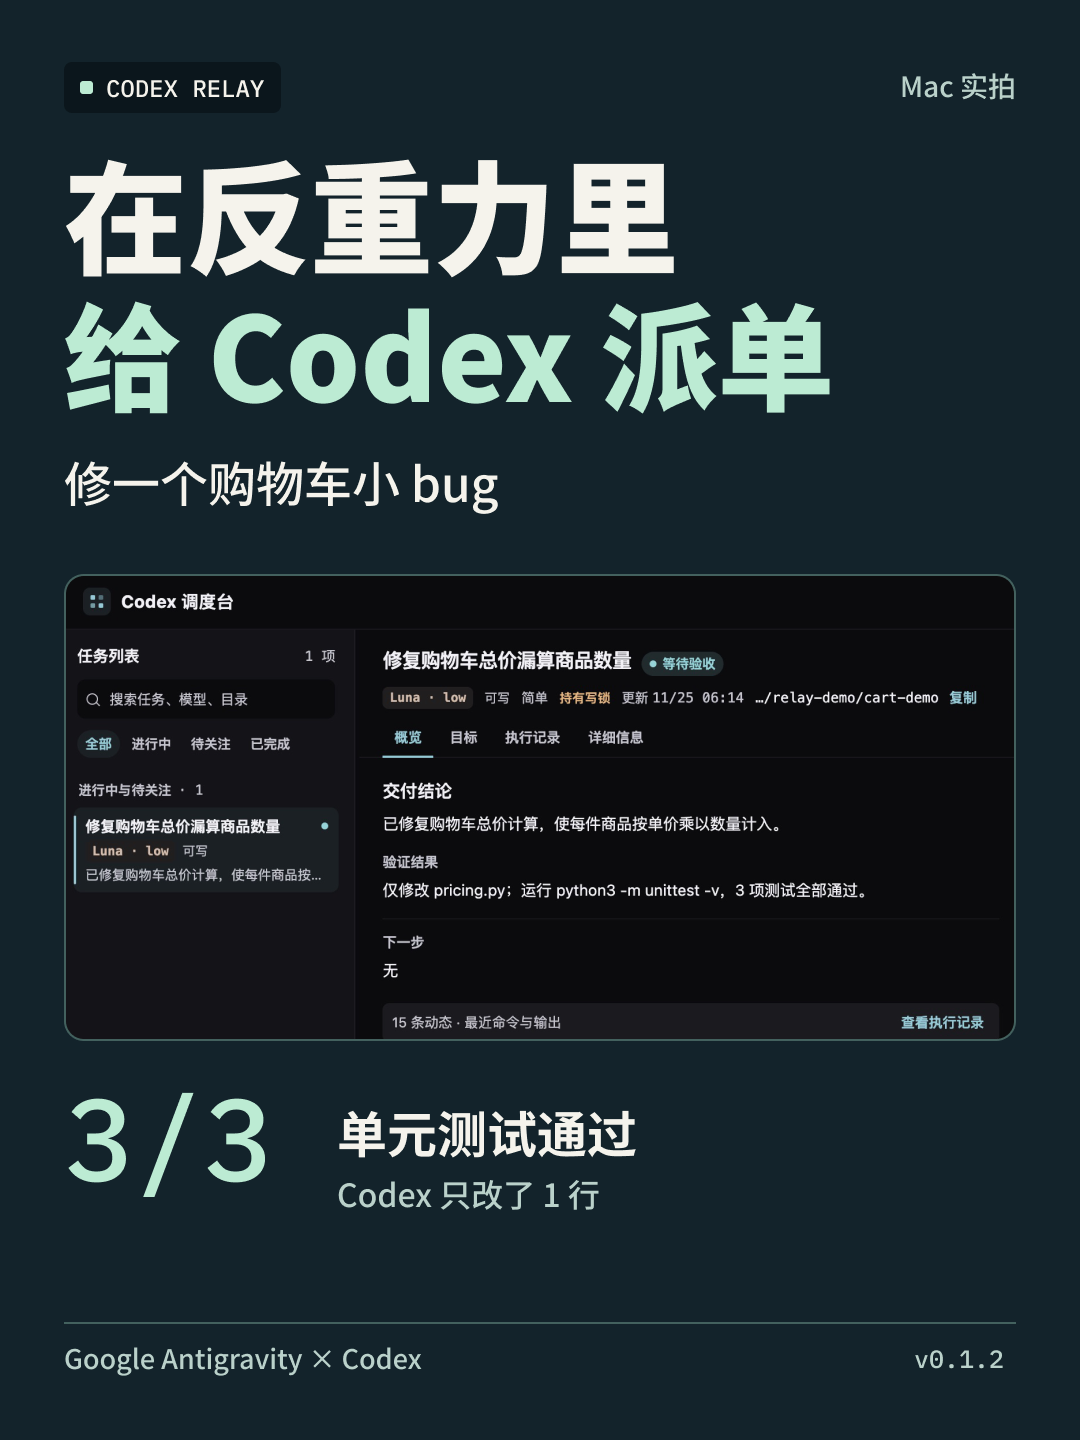 CODEX RELAY
Mac 实拍
在反重力里
给 Codex 派单
修一个购物车小 bug
Codex 调度台
任务列表
1 项
搜索任务、模型、目录
全部 进行中 待关注 已完成
进行中与待关注 · 1
修复购物车总价漏算商品数量
Luna · low 可写
已修复购物车总价计算，使每件商品按...
修复购物车总价漏算商品数量 等待验收
Luna · low 可写 简单 持有写锁 更新 11/25 06:14 …/relay-demo/cart-demo 复制
概览 目标 执行记录 详细信息
交付结论
已修复购物车总价计算，使每件商品按单价乘以数量计入。
验证结果
仅修改 pricing.py；运行 python3 -m unittest -v，3 项测试全部通过。
下一步
无
15 条动态 · 最近命令与输出 查看执行记录
3/3
单元测试通过
Codex 只改了 1 行
Google Antigravity × Codex
v0.1.2